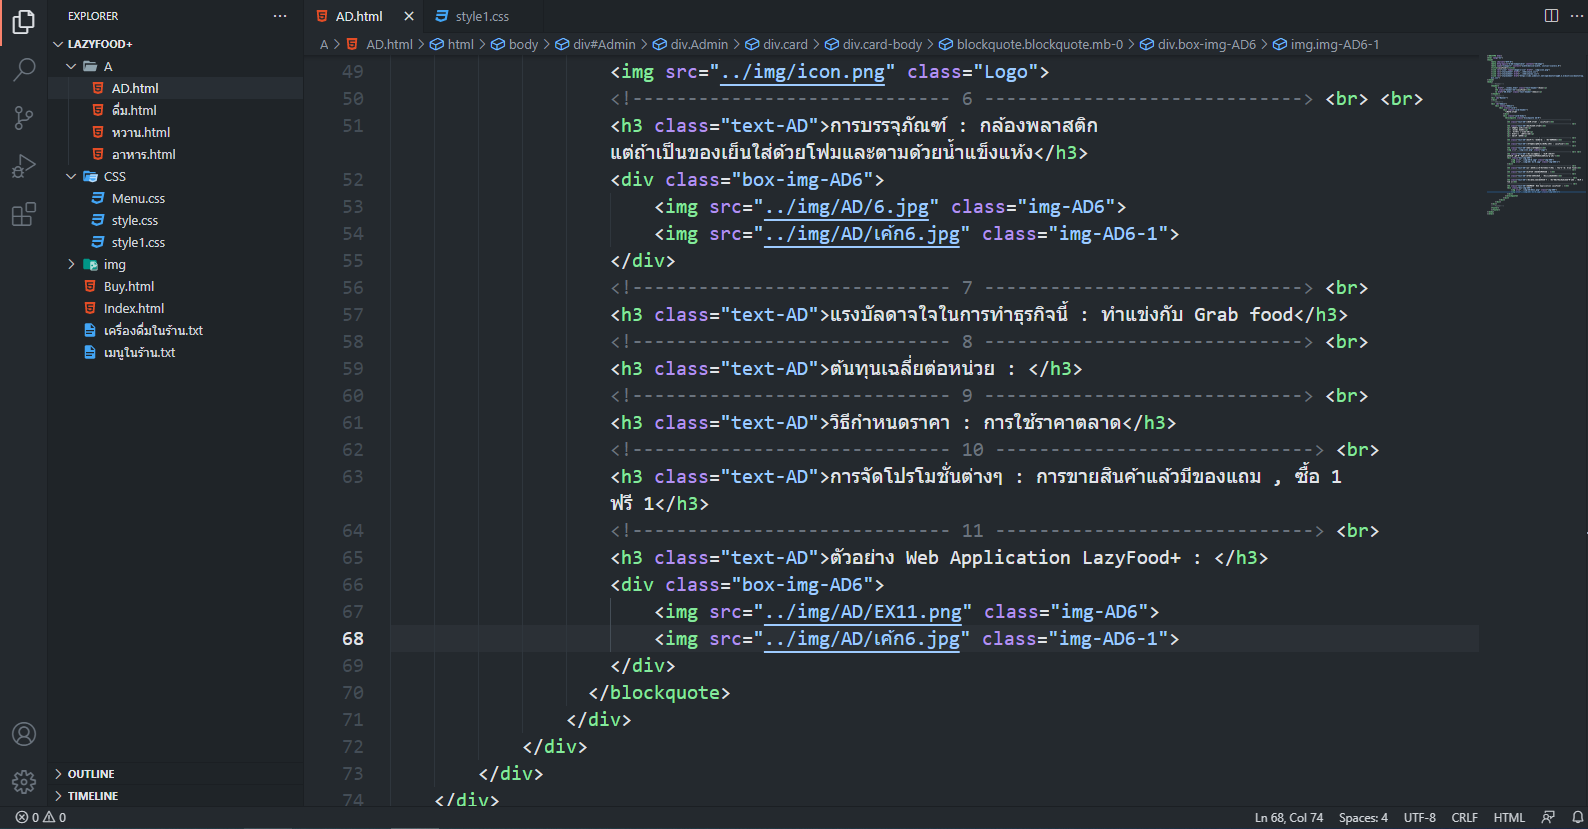 EXPLORER
LAZYFOOD+
A
AD.html
ดื่ม.html
หวาน.html
อาหาร.html
CSS
Menu.css
style.css
style1.css
img
Buy.html
Index.html
เครื่องดื่มในร้าน.txt
เมนูในร้าน.txt
OUTLINE
TIMELINE
AD.html
style1.css
A > AD.html > html > body > div#Admin > div.Admin > div.card > div.card-body > blockquote.blockquote.mb-0 > div.box-img-AD6 > img.img-AD6-1
49 <img src="../img/icon.png" class="Logo">
50 <!----------------------------- 6 -----------------------------> <br> <br>
51 <h3 class="text-AD">การบรรจุภัณฑ์ : กล้องพลาสติก
แต่ถ้าเป็นของเย็นใส่ด้วยโฟมและตามด้วยน้ำแข็งแห้ง</h3>
52 <div class="box-img-AD6">
53 <img src="../img/AD/6.jpg" class="img-AD6">
54 <img src="../img/AD/เค้ก6.jpg" class="img-AD6-1">
55 </div>
56 <!----------------------------- 7 -----------------------------> <br>
57 <h3 class="text-AD">แรงบัลดาจใจในการทำธุรกิจนี้ : ทำแข่งกับ Grab food</h3>
58 <!----------------------------- 8 -----------------------------> <br>
59 <h3 class="text-AD">ต้นทุนเฉลี่ยต่อหน่วย : </h3>
60 <!----------------------------- 9 -----------------------------> <br>
61 <h3 class="text-AD">วิธีกำหนดราคา : การใช้ราคาตลาด</h3>
62 <!----------------------------- 10 -----------------------------> <br>
63 <h3 class="text-AD">การจัดโปรโมชั่นต่างๆ : การขายสินค้าแล้วมีของแถม , ซื้อ 1
ฟรี 1</h3>
64 <!----------------------------- 11 -----------------------------> <br>
65 <h3 class="text-AD">ตัวอย่าง Web Application LazyFood+ : </h3>
66 <div class="box-img-AD6">
67 <img src="../img/AD/EX11.png" class="img-AD6">
68 <img src="../img/AD/เค้ก6.jpg" class="img-AD6-1">
69 </div>
70 </blockquote>
71 </div>
72 </div>
73 </div>
74 </div>
0 0
Ln 68, Col 74 Spaces: 4 UTF-8 CRLF HTML